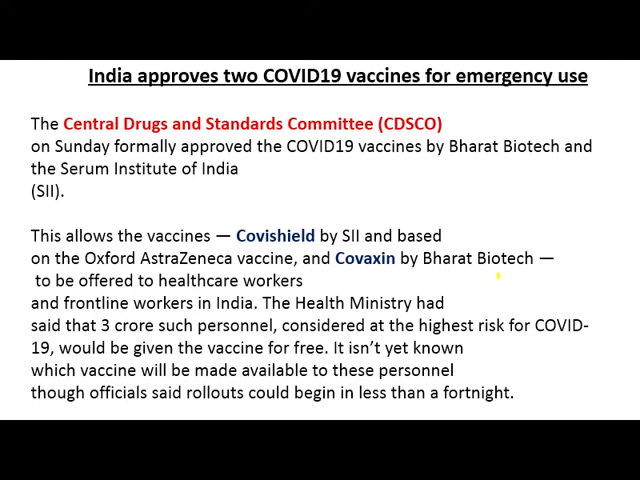 India approves two COVID19 vaccines for emergency use
The Central Drugs and Standards Committee (CDSCO)
on Sunday formally approved the COVID19 vaccines by Bharat Biotech and
the Serum Institute of India
(SII).
This allows the vaccines — Covishield by SII and based
on the Oxford AstraZeneca vaccine, and Covaxin by Bharat Biotech —
to be offered to healthcare workers
and frontline workers in India. The Health Ministry had
said that 3 crore such personnel, considered at the highest risk for COVID-
19, would be given the vaccine for free. It isn’t yet known
which vaccine will be made available to these personnel
though officials said rollouts could begin in less than a fortnight.